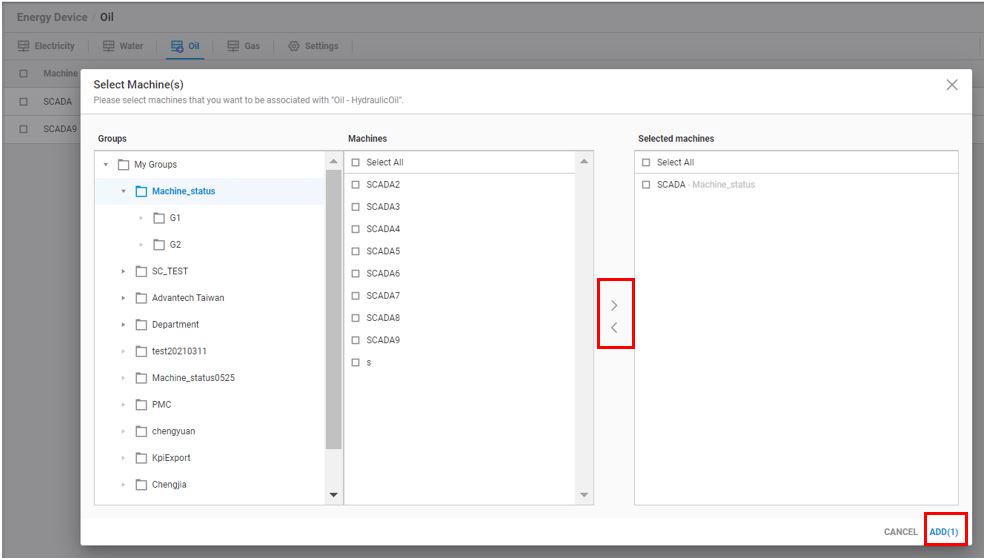 Energy Device / Oil
Electricity
Water
Oil
Gas
Settings
Machine
SCADA
SCADA9
Select Machine(s)
Please select machines that you want to be associated with "Oil - HydraulicOil".
Groups
My Groups
Machine_status
G1
G2
SC_TEST
Advantech Taiwan
Department
test20210311
Machine_status0525
PMC
chengyuan
KpiExport
Chengjia
Machines
Select All
SCADA2
SCADA3
SCADA4
SCADA5
SCADA6
SCADA7
SCADA8
SCADA9
s
Selected machines
Select All
SCADA - Machine_status
CANCEL
ADD(1)